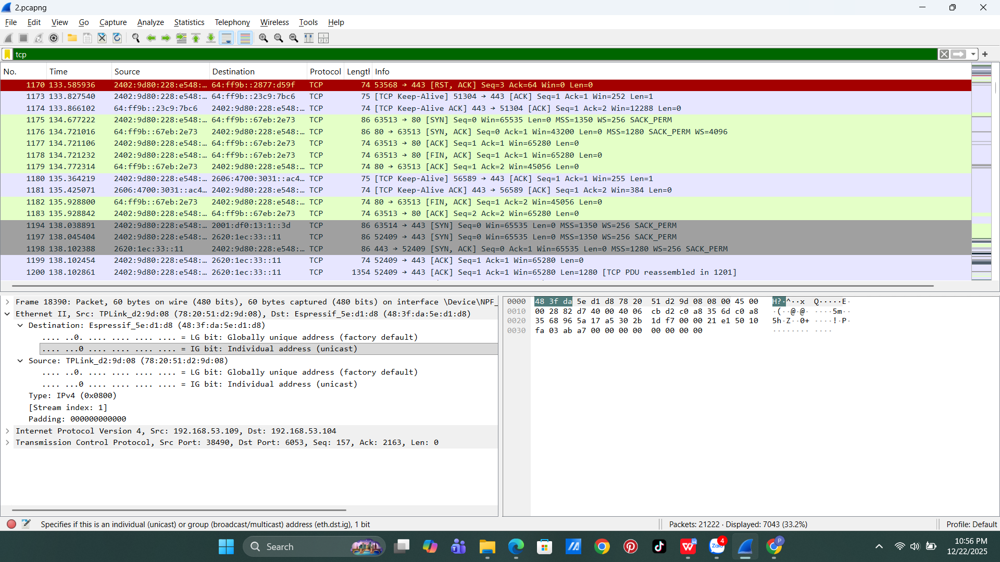 2.pcapng
File Edit View Go Capture Analyze Statistics Telephony Wireless Tools Help
tcp
No. Time Source Destination Protocol Length Info
1170 133.585936 2402:9d80:228:e548:… 64:ff9b::2877:d59f TCP 74 53568 → 443 [RST, ACK] Seq=3 Ack=64 Win=0 Len=0
1173 133.827540 2402:9d80:228:e548:… 64:ff9b::23c9:7bc6 TCP 75 [TCP Keep-Alive] 51304 → 443 [ACK] Seq=1 Ack=1 Win=252 Len=1
1174 133.866102 64:ff9b::23c9:7bc6 2402:9d80:228:e548:… TCP 74 [TCP Keep-Alive ACK] 443 → 51304 [ACK] Seq=1 Ack=2 Win=12288 Len=0
1175 134.677222 2402:9d80:228:e548:… 64:ff9b::67eb:2e73 TCP 86 63513 → 80 [SYN] Seq=0 Win=65535 Len=0 MSS=1350 WS=256 SACK_PERM
1176 134.721016 64:ff9b::67eb:2e73 2402:9d80:228:e548:… TCP 86 80 → 63513 [SYN, ACK] Seq=0 Ack=1 Win=43200 Len=0 MSS=1280 SACK_PERM WS=4096
1177 134.721106 2402:9d80:228:e548:… 64:ff9b::67eb:2e73 TCP 74 63513 → 80 [ACK] Seq=1 Ack=1 Win=65280 Len=0
1178 134.721232 2402:9d80:228:e548:… 64:ff9b::67eb:2e73 TCP 74 63513 → 80 [FIN, ACK] Seq=1 Ack=1 Win=65280 Len=0
1179 134.772314 64:ff9b::67eb:2e73 2402:9d80:228:e548:… TCP 74 80 → 63513 [ACK] Seq=1 Ack=2 Win=45056 Len=0
1180 135.364219 2402:9d80:228:e548:… 2606:4700:3031::ac4… TCP 75 [TCP Keep-Alive] 56589 → 443 [ACK] Seq=1 Ack=1 Win=255 Len=1
1181 135.425071 2606:4700:3031::ac4… 2402:9d80:228:e548:… TCP 74 [TCP Keep-Alive ACK] 443 → 56589 [ACK] Seq=1 Ack=2 Win=384 Len=0
1182 135.928800 64:ff9b::67eb:2e73 2402:9d80:228:e548:… TCP 74 80 → 63513 [FIN, ACK] Seq=1 Ack=2 Win=45056 Len=0
1183 135.928842 2402:9d80:228:e548:… 64:ff9b::67eb:2e73 TCP 74 63513 → 80 [ACK] Seq=2 Ack=2 Win=65280 Len=0
1194 138.038891 2402:9d80:228:e548:… 2001:df0:13:1::3d TCP 86 63514 → 443 [SYN] Seq=0 Win=65535 Len=0 MSS=1350 WS=256 SACK_PERM
1197 138.045404 2402:9d80:228:e548:… 2620:1ec:33::11 TCP 86 52409 → 443 [SYN] Seq=0 Win=65535 Len=0 MSS=1350 WS=256 SACK_PERM
1198 138.102388 2620:1ec:33::11 2402:9d80:228:e548:… TCP 86 443 → 52409 [SYN, ACK] Seq=0 Ack=1 Win=65535 Len=0 MSS=1280 WS=256 SACK_PERM
1199 138.102454 2402:9d80:228:e548:… 2620:1ec:33::11 TCP 74 52409 → 443 [ACK] Seq=1 Ack=1 Win=65280 Len=0
1200 138.102861 2402:9d80:228:e548:… 2620:1ec:33::11 TCP 1354 52409 → 443 [ACK] Seq=1 Ack=1 Win=65280 Len=1280 [TCP PDU reassembled in 1201]
Frame 18390: Packet, 60 bytes on wire (480 bits), 60 bytes captured (480 bits) on interface \Device\NPF_
Ethernet II, Src: TPLink_d2:9d:08 (78:20:51:d2:9d:08), Dst: Espressif_5e:d1:d8 (48:3f:da:5e:d1:d8)
Destination: Espressif_5e:d1:d8 (48:3f:da:5e:d1:d8)
.... ..0. .... .... .... .... = LG bit: Globally unique address (factory default)
.... ...0 .... .... .... .... = IG bit: Individual address (unicast)
Source: TPLink_d2:9d:08 (78:20:51:d2:9d:08)
.... ..0. .... .... .... .... = LG bit: Globally unique address (factory default)
.... ...0 .... .... .... .... = IG bit: Individual address (unicast)
Type: IPv4 (0x0800)
[Stream index: 1]
Padding: 000000000000
Internet Protocol Version 4, Src: 192.168.53.109, Dst: 192.168.53.104
Transmission Control Protocol, Src Port: 38490, Dst Port: 6053, Seq: 157, Ack: 2163, Len: 0
0000 48 3f da 5e d1 d8 78 20 51 d2 9d 08 08 00 45 00 H?·^··x Q·····E·
0010 00 28 82 d7 40 00 40 06 cb d2 c0 a8 35 6d c0 a8 ·(··@·@· ····5m··
0020 35 68 96 5a 17 a5 30 2b 1d f7 00 00 21 e1 50 10 5h·Z··0+ ····!·P·
0030 fa 03 ab a7 00 00 00 00 00 00 00 00 ········ ····
Specifies if this is an individual (unicast) or group (broadcast/multicast) address (eth.dst.ig), 1 bit
Packets: 21222 · Displayed: 7043 (33.2%)
Profile: Default
Search
Zalo
4
P
10:56 PM
12/22/2025